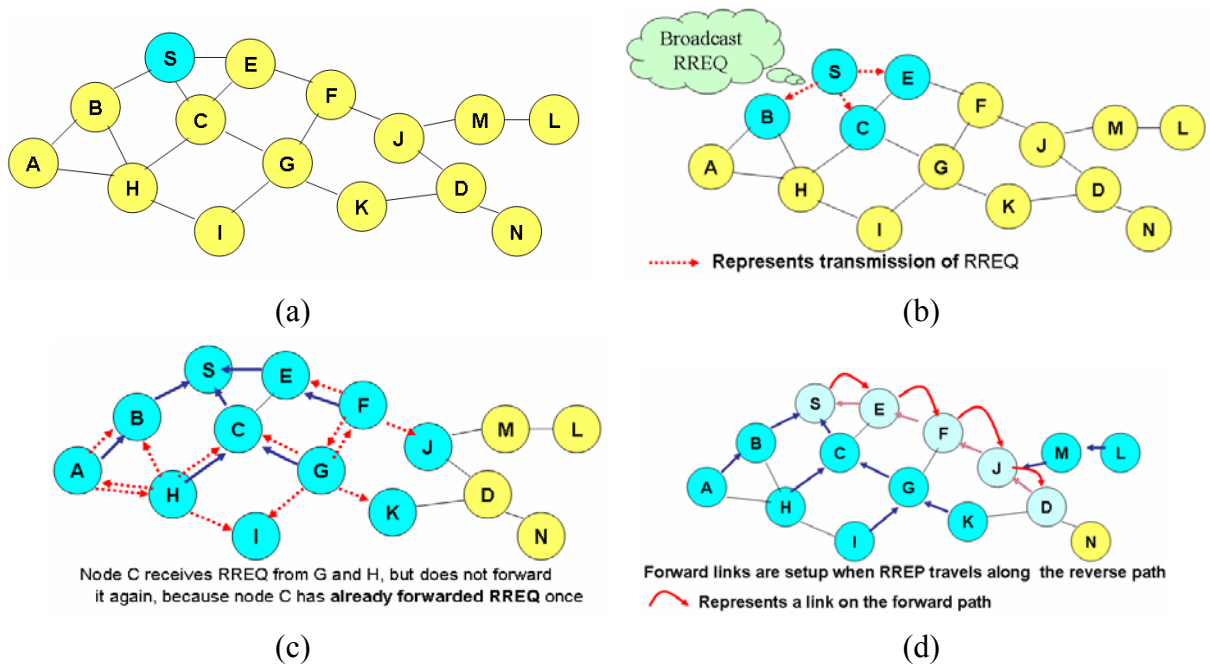 (a)
S
E
B
F
C
M
L
J
A
G
H
D
K
I
N
(b)
Broadcast
RREQ
S
E
B
C
F
M
L
J
A
G
H
D
K
I
N
Represents transmission of RREQ
(c)
S
E
B
F
C
M
L
J
A
G
H
D
K
I
N
Node C receives RREQ from G and H, but does not forward
it again, because node C has already forwarded RREQ once
(d)
S
E
F
B
C
M
L
J
A
G
H
D
K
I
N
Forward links are setup when RREP travels along the reverse path
Represents a link on the forward path